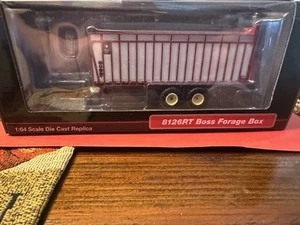 1:64 Scale Die Cast Replica
8126RT Boss Forage Box